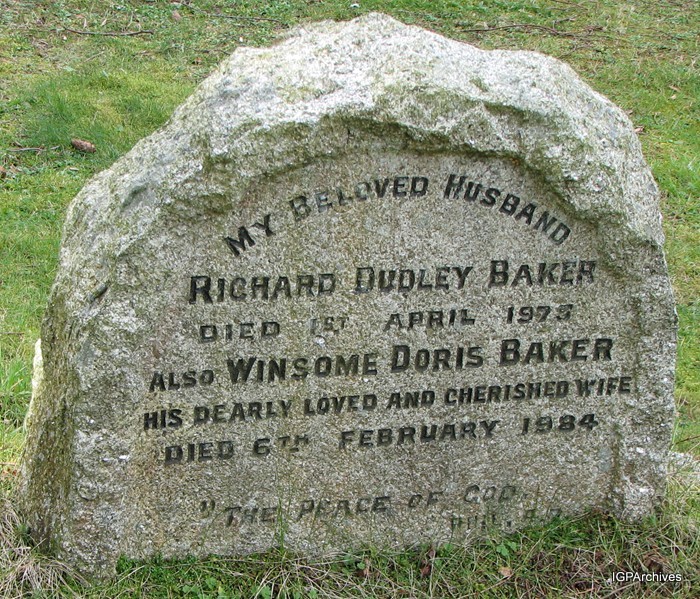 My Beloved Husband
Richard Dudley Baker
Died 1st April 1973
Also Winsome Doris Baker
His Dearly Loved and Cherished Wife
Died 6th February 1984
"The Peace of God
Phil.
IGPArchives